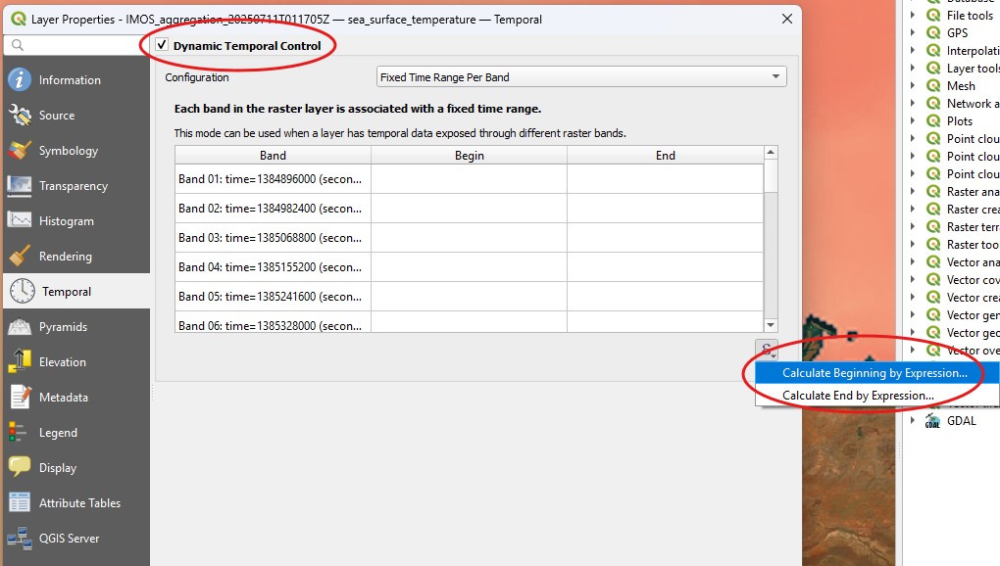 Layer Properties - IMOS_aggregation_20250711T011705Z — sea_surface_temperature — Temporal
Dynamic Temporal Control
Configuration
Fixed Time Range Per Band
Each band in the raster layer is associated with a fixed time range.
This mode can be used when a layer has temporal data exposed through different raster bands.
Band Begin End
Band 01: time=1384896000 (secon...
Band 02: time=1384982400 (secon...
Band 03: time=1385068800 (secon...
Band 04: time=1385155200 (secon...
Band 05: time=1385241600 (secon...
Band 06: time=1385328000 (secon...
Calculate Beginning by Expression...
Calculate End by Expression...
Information
Source
Symbology
Transparency
Histogram
Rendering
Temporal
Pyramids
Elevation
Metadata
Legend
Display
Attribute Tables
QGIS Server
File tools
GPS
Interpolati
Layer tools
Mesh
Network a
Plots
Point clou
Point clou
Point clou
Raster ana
Raster crea
Raster terr
Raster too
Vector ana
Vector cov
Vector crea
Vector gen
Vector geo
Vector ove
GDAL
GDAL